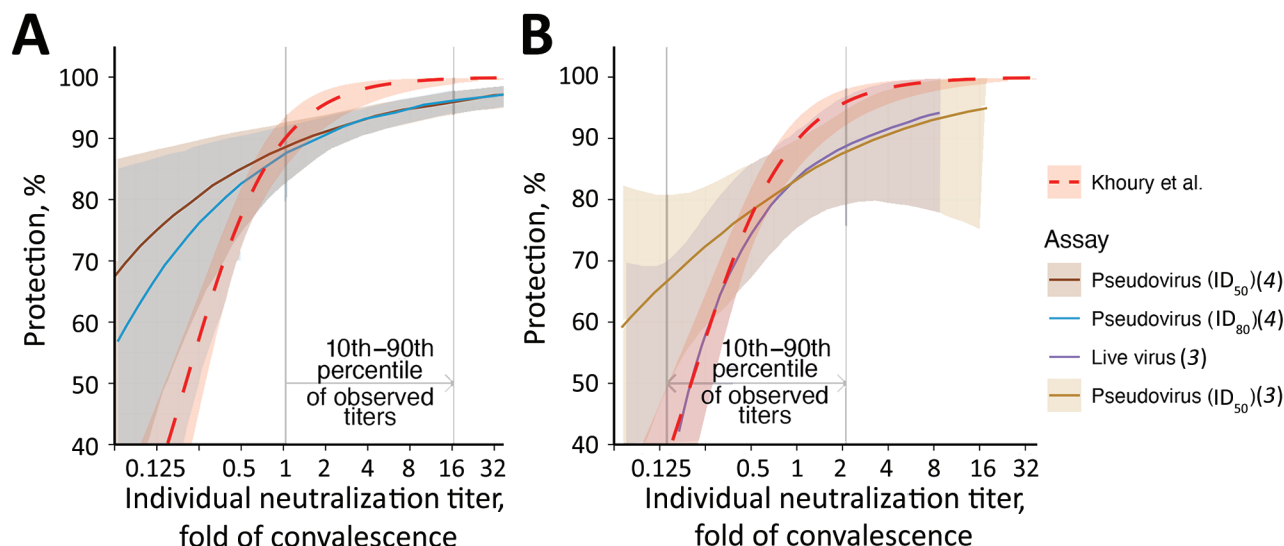 A
Protection, %
100
90
80
70
60
50
40
10th–90th
percentile
of observed
titers
0.125
0.5
1
2
4
8
16
32
Individual neutralization titer,
fold of convalescence
B
Protection, %
100
90
80
70
60
50
40
10th–90th
percentile
of observed
titers
0.125
0.5
1
2
4
8
16
32
Individual neutralization titer,
fold of convalescence
Khoury et al.
Assay
Pseudovirus (ID50)(4)
Pseudovirus (ID80)(4)
Live virus (3)
Pseudovirus (ID50)(3)